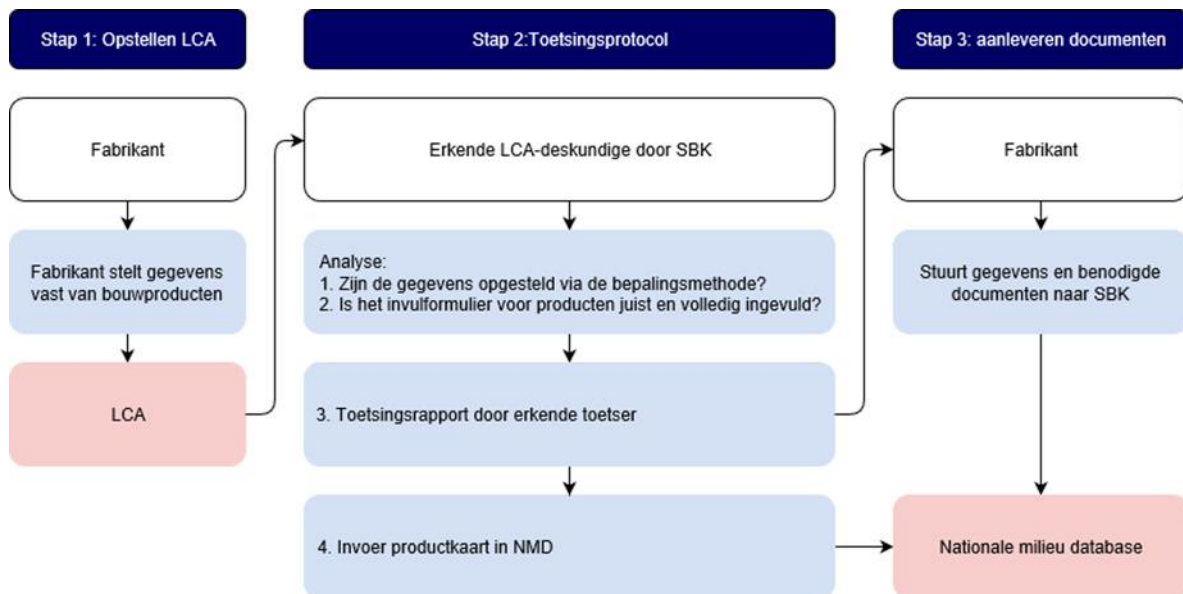 Stap 1: Opstellen LCA
Stap 2:Toetsingsprotocol
Stap 3: aanleveren documenten
Fabrikant
Erkende LCA-deskundige door SBK
Fabrikant
Fabrikant stelt gegevens
vast van bouwproducten
Analyse:
1. Zijn de gegevens opgesteld via de bepalingsmethode?
2. Is het invulformulier voor producten juist en volledig ingevuld?
Stuurt gegevens en benodigde
documenten naar SBK
LCA
3. Toetsingsrapport door erkende toetser
4. Invoer productkaart in NMD
Nationale milieu database